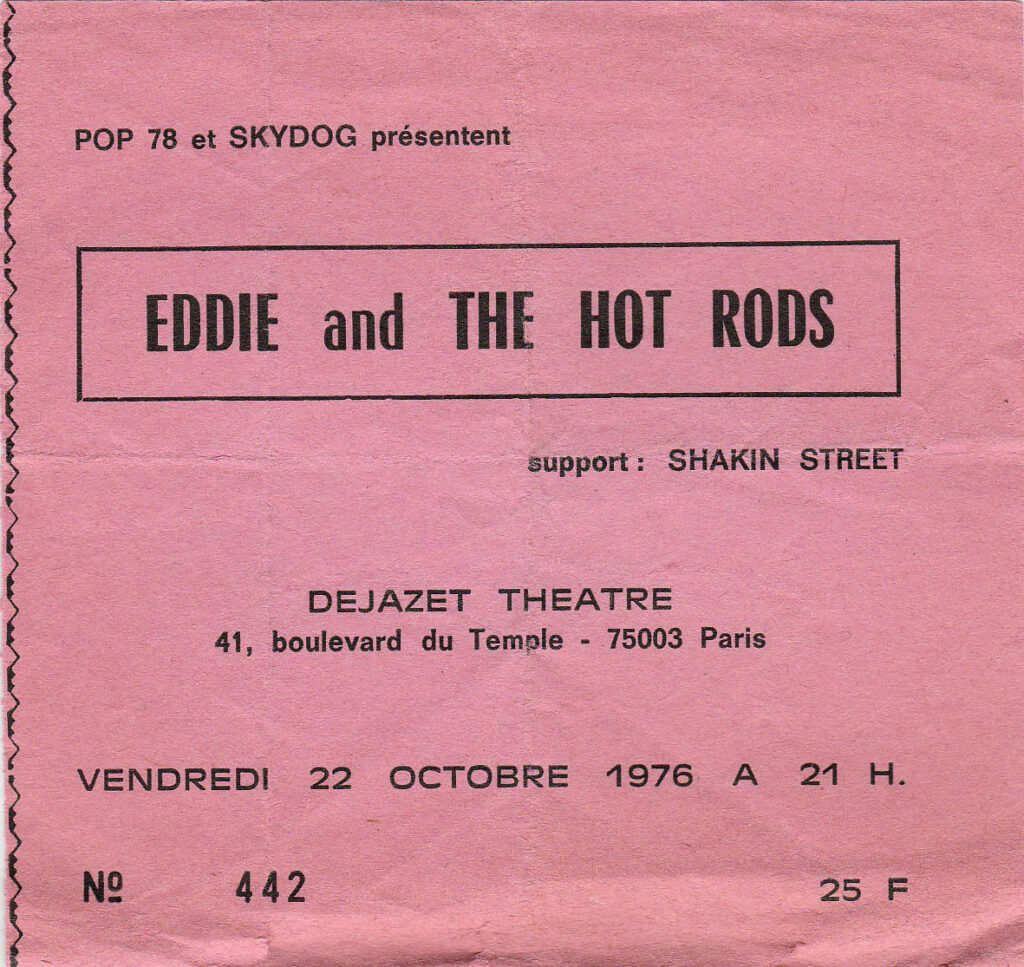 POP 78 et SKYDOG présentent
EDDIE and THE HOT RODS
support : SHAKIN STREET
DEJAZET THEATRE
41, boulevard du Temple - 75003 Paris
VENDREDI 22 OCTOBRE 1976 A 21 H.
Nº 442 25 F